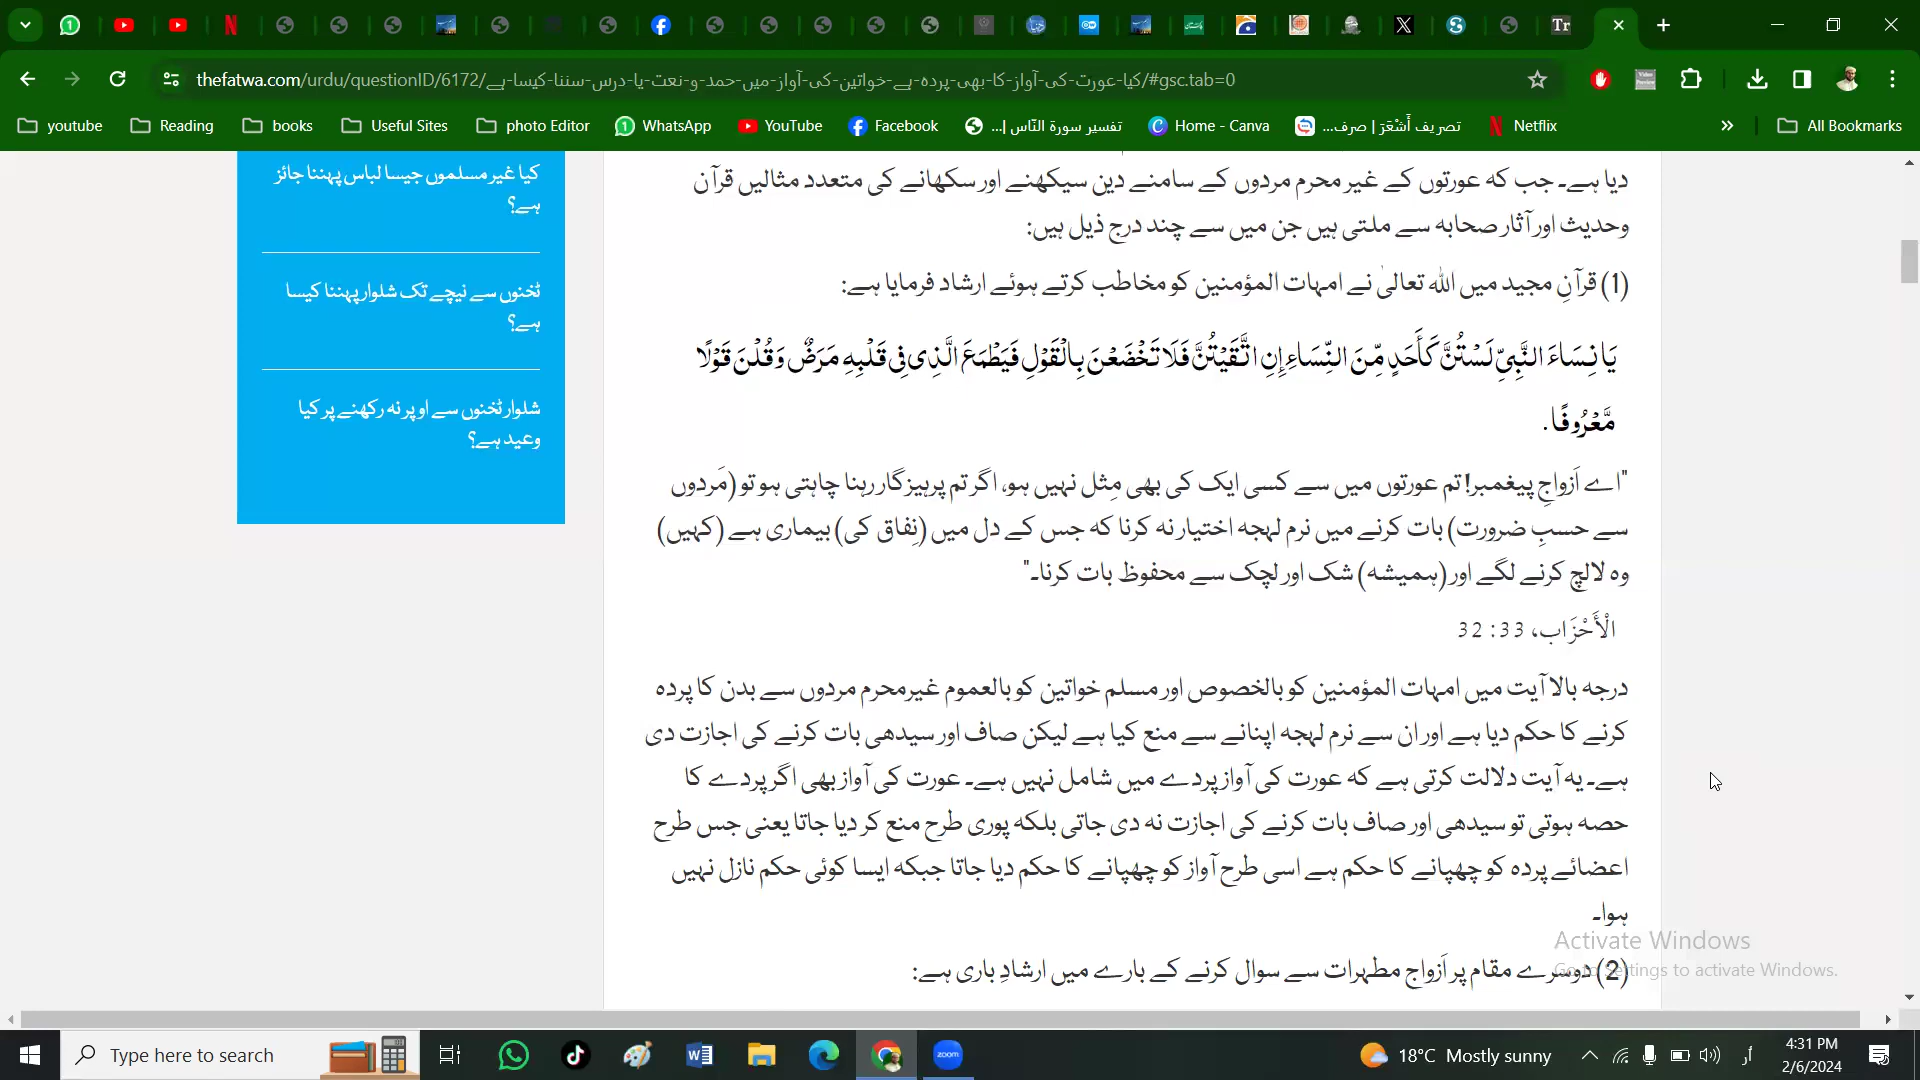 Tr
thefatwa.com/urdu/questionID/6172/کیا-عورت-کی-آواز-کا-بھی-پردہ-ہے-خواتین-کی-آواز-میں-حمد-و-نعت-یا-درس-سننا-کیسا-ہے/#gsc.tab=0
youtube Reading books Useful Sites photo Editor WhatsApp YouTube Facebook تفسير سورة النّاس |... Home - Canva تصريف أَشْعَرَ | صرف... Netflix » All Bookmarks
کیا غیر مسلموں جیسا لباس پہننا جائز
ہے؟
ٹخنوں سے نیچے تک شلوار پہننا کیسا
ہے؟
شلوار ٹخنوں سے اوپر نہ رکھنے پر کیا
وعید ہے؟
دیا ہے۔ جب کہ عورتوں کے غیر محرم مردوں کے سامنے دین سیکھنے اور سکھانے کی متعدد مثالیں قرآن
وحدیث اور آثار صحابہ سے ملتی ہیں جن میں سے چند درج ذیل ہیں:
(1) قرآنِ مجید میں اللہ تعالیٰ نے امہات المؤمنین کو مخاطب کرتے ہوئے ارشاد فرمایا ہے:
يَا نِسَاءَ النَّبِيِّ لَسْتُنَّ كَأَحَدٍ مِّنَ النِّسَاءِ إِنِ اتَّقَيْتُنَّ فَلَا تَخْضَعْنَ بِالْقَوْلِ فَيَطْمَعَ الَّذِي فِي قَلْبِهِ مَرَضٌ وَقُلْنَ قَوْلًا
مَّعْرُوفًا.
"اے اَزواجِ پیغمبر! تم عورتوں میں سے کسی ایک کی بھی مِثل نہیں ہو، اگر تم پرہیزگار رہنا چاہتی ہو تو (مَردوں
سے حسبِ ضرورت) بات کرنے میں نرم لہجہ اختیار نہ کرنا کہ جس کے دل میں (نِفاق کی) بیماری ہے (کہیں)
وہ لالچ کرنے لگے اور (ہمیشہ) شک اور لچک سے محفوظ بات کرنا۔"
الْأَحْزَاب، 33: 32
درجہ بالا آیت میں امہات المؤمنین کو بالخصوص اور مسلم خواتین کو بالعموم غیر محرم مردوں سے بدن کا پردہ
کرنے کا حکم دیا ہے اور ان سے نرم لہجہ اپنانے سے منع کیا ہے لیکن صاف اور سیدھی بات کرنے کی اجازت دی
ہے۔ یہ آیت دلالت کرتی ہے کہ عورت کی آواز پردے میں شامل نہیں ہے۔ عورت کی آواز بھی اگر پردے کا
حصہ ہوتی تو سیدھی اور صاف بات کرنے کی اجازت نہ دی جاتی بلکہ پوری طرح منع کر دیا جاتا یعنی جس طرح
اعضائے پردہ کو چھپانے کا حکم ہے اسی طرح آواز کو چھپانے کا حکم دیا جاتا جبکہ ایسا کوئی حکم نازل نہیں
ہوا۔
(2) دوسرے مقام پر اَزواج مطہرات سے سوال کرنے کے بارے میں ارشادِ باری ہے:
Activate Windows
Go to Settings to activate Windows.
Type here to search
zoom
18°C Mostly sunny
4:31 PM
2/6/2024